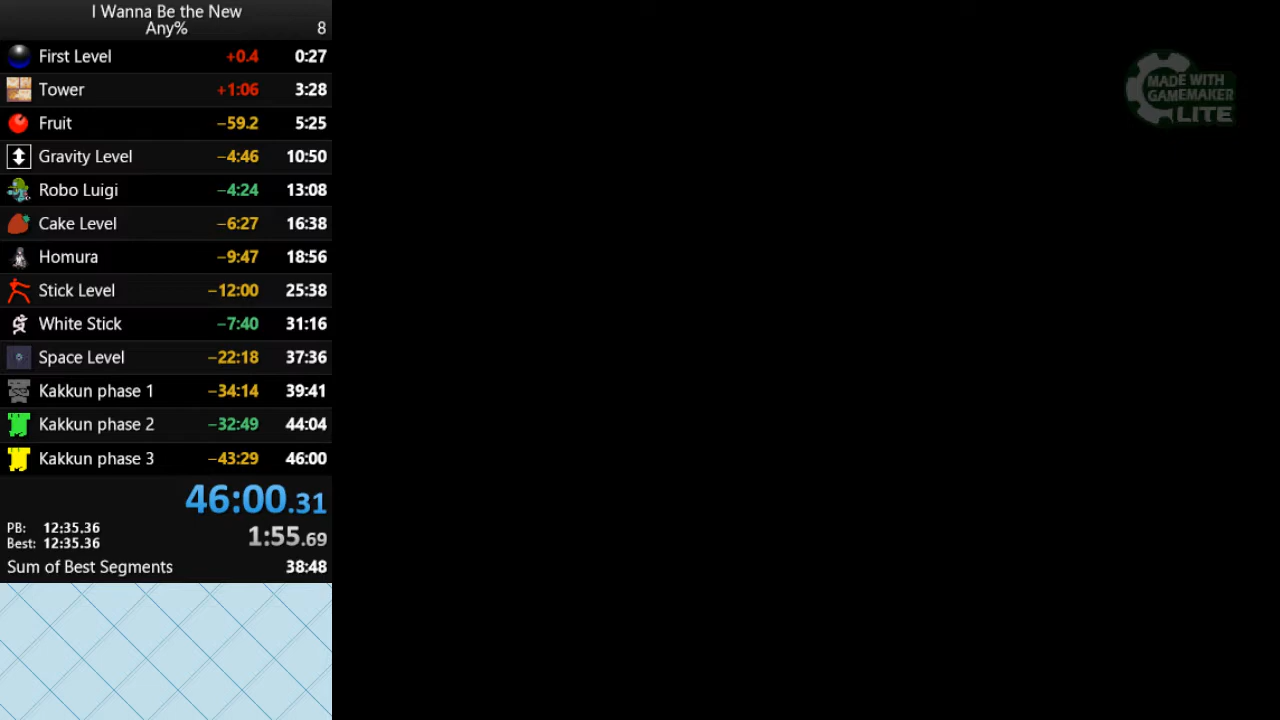 I Wanna Be the New
Any% 8
First Level +0.4 0:27
Tower +1:06 3:28
Fruit −59.2 5:25
Gravity Level −4:46 10:50
Robo Luigi −4:24 13:08
Cake Level −6:27 16:38
Homura −9:47 18:56
Stick Level −12:00 25:38
White Stick −7:40 31:16
Space Level −22:18 37:36
Kakkun phase 1 −34:14 39:41
Kakkun phase 2 −32:49 44:04
Kakkun phase 3 −43:29 46:00
46:00.31
PB: 12:35.36
Best: 12:35.36
1:55.69
Sum of Best Segments 38:48
MADE WITH
GAMEMAKER
LITE